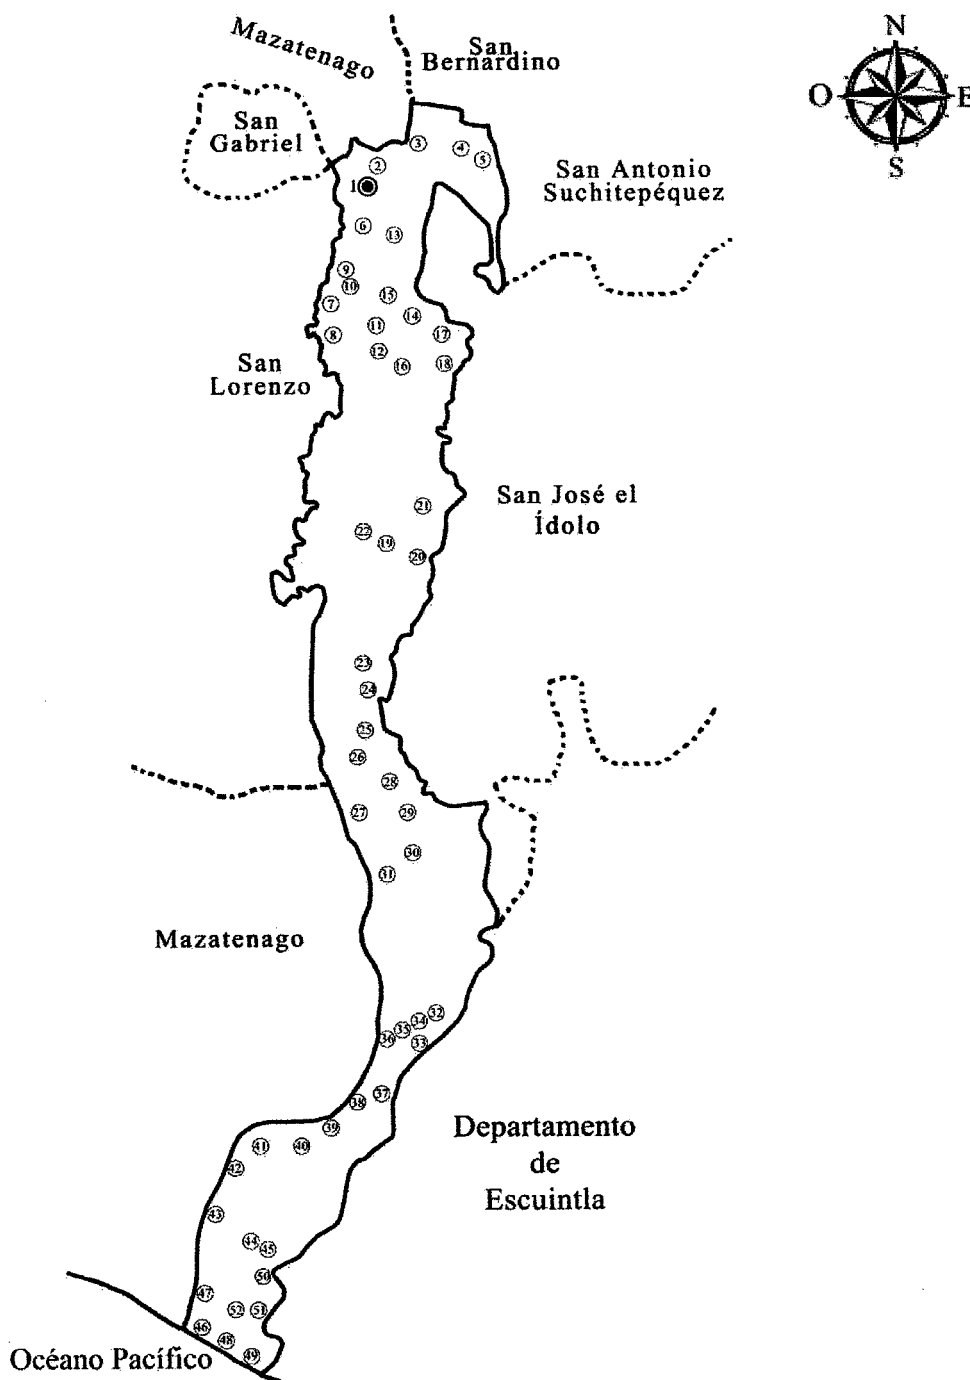 Mazatenago
San
Bernardino
N
O
E
S
San
Gabriel
San Antonio
Suchitepéquez
3
4
5
2
1
6
13
9
10
15
7
14
11
17
8
12
16
18
San
Lorenzo
San José el
Ídolo
21
22
19
20
23
24
25
26
28
27
29
30
31
Mazatenago
32
34
35
36
33
37
38
39
40
41
42
43
44
45
50
47
52
51
46
48
49
Departamento
de
Escuintla
Océano Pacífico